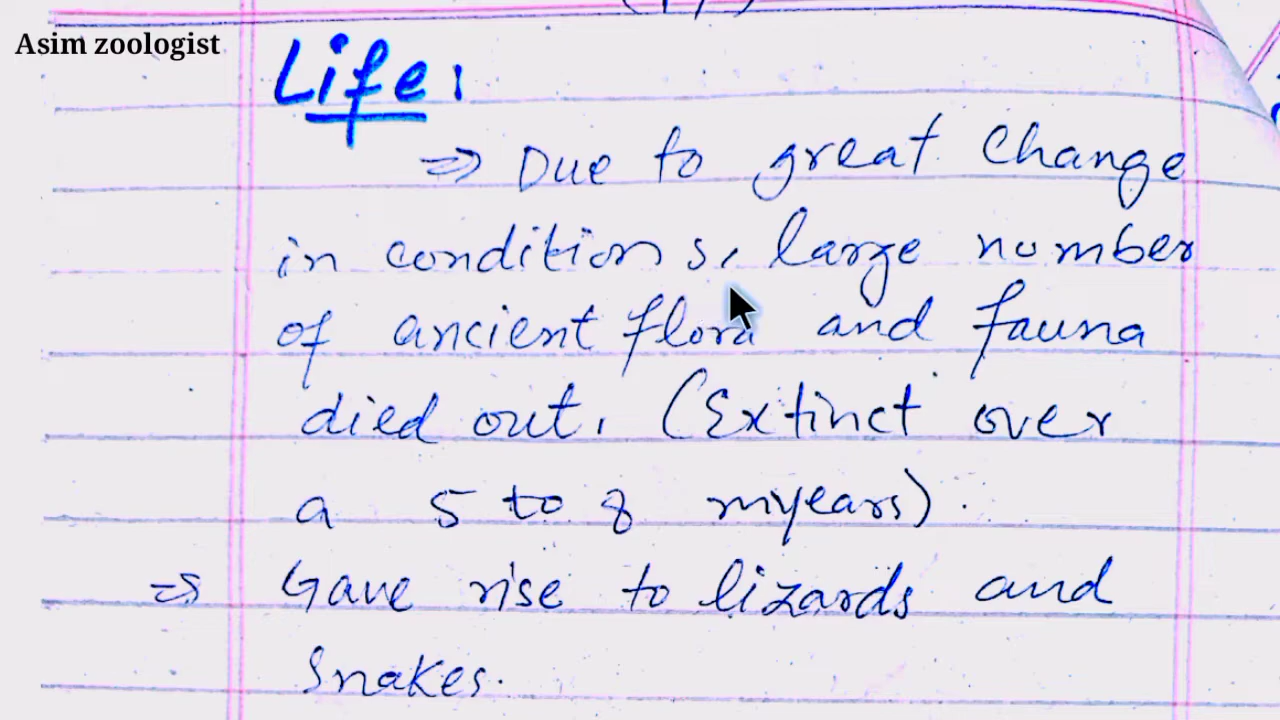 Asim zoologist
Life:
⇒ Due to great change
in conditions, large number
of ancient flora and fauna
died out. (Extinct over
a 5 to 8 myears).
⇒ Gave rise to lizards and
Snakes.